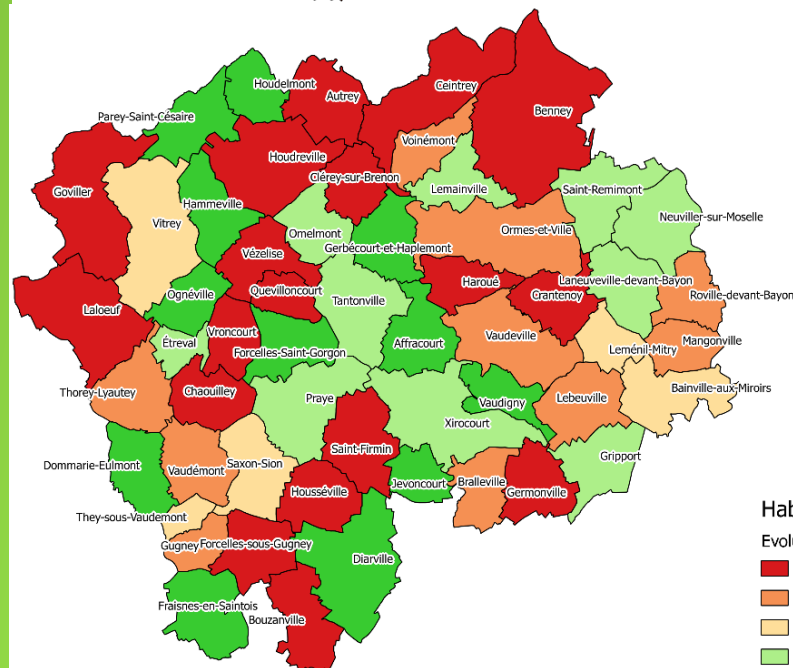 Houdelmont
Ceintrey
Autrey
Benney
Parey-Saint-Césaire
Voinémont
Houdreville
Clérey-sur-Brenon
Goviller
Lemainville
Saint-Remimont
Hammeville
Neuviller-sur-Moselle
Vitrey
Omelmont
Ormes-et-Ville
Gerbécourt-et-Haplemont
Vézelise
Haroué
Laneuveville-devant-Bayon
Quevilloncourt
Ognéville
Crantenoy
Roville-devant-Bayon
Tantonville
Laloeuf
Vroncourt
Vaudeville
Étreval
Affracourt
Mangonville
Forcelles-Saint-Gorgon
Leménil-Mitry
Bainville-aux-Miroirs
Thorey-Lyautey
Chaouilley
Praye
Lebeuville
Vaudigny
Xirocourt
Saint-Firmin
Gripport
Dommarie-Eulmont
Saxon-Sion
Vaudémont
Jevoncourt
Bralleville
Housséville
Germonville
They-sous-Vaudemont
Hab
Gugney
Forcelles-sous-Gugney
Evolu
Diarville
Fraisnes-en-Saintois
Bouzanville